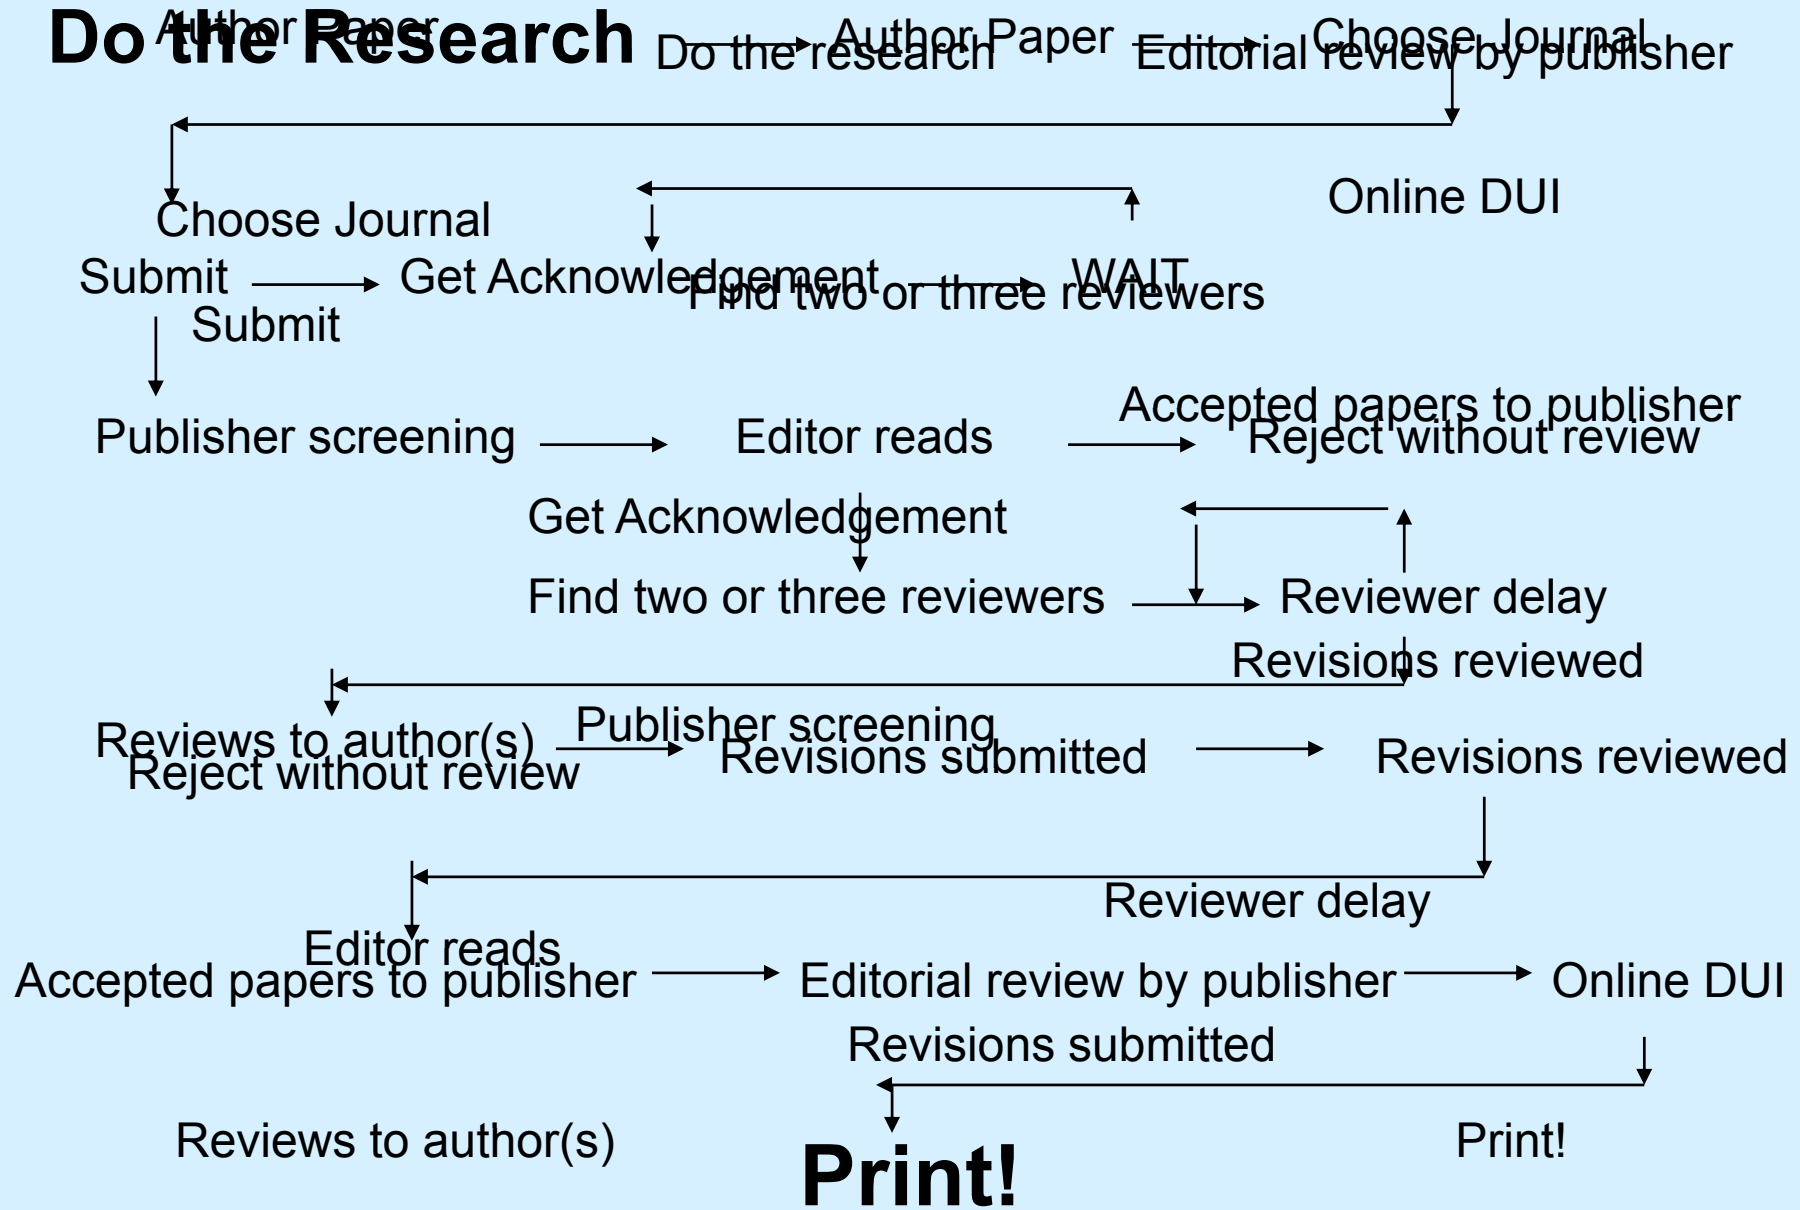 Author Paper
Do the Research
Do the research
Author Paper
Editorial review by publisher
Choose Journal
Online DUI
Choose Journal
Submit
Get Acknowledgement
Find two or three reviewers
WAIT
Submit
Accepted papers to publisher
Publisher screening
Editor reads
Reject without review
Get Acknowledgement
Find two or three reviewers
Reviewer delay
Revisions reviewed
Publisher screening
Reviews to author(s)
Revisions submitted
Revisions reviewed
Reject without review
Reviewer delay
Editor reads
Accepted papers to publisher
Editorial review by publisher
Online DUI
Revisions submitted
Reviews to author(s)
Print!
Print!